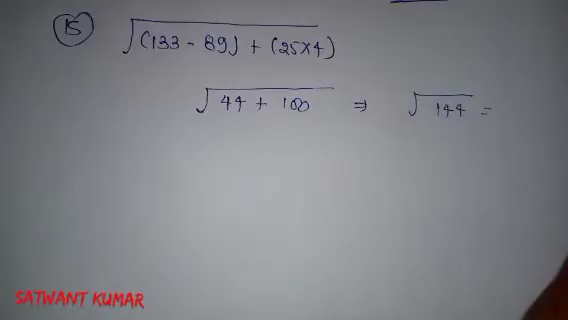 15 √(133 - 89) + (25×4)
√44 + 100 ⇒ √144 =
SATWANT KUMAR